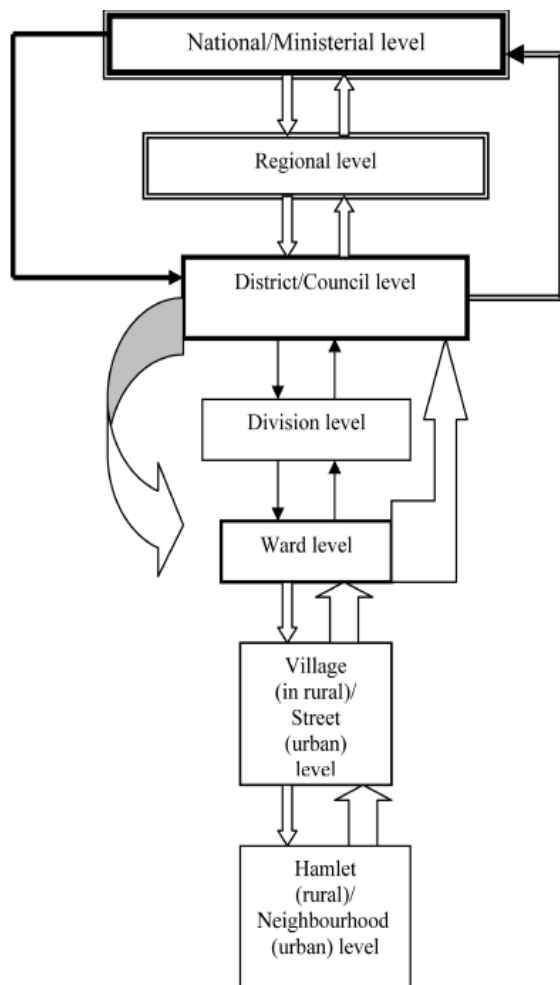 National/Ministerial level
Regional level
District/Council level
Division level
Ward level
Village
(in rural)/
Street
(urban)
level
Hamlet
(rural)/
Neighbourhood
(urban) level